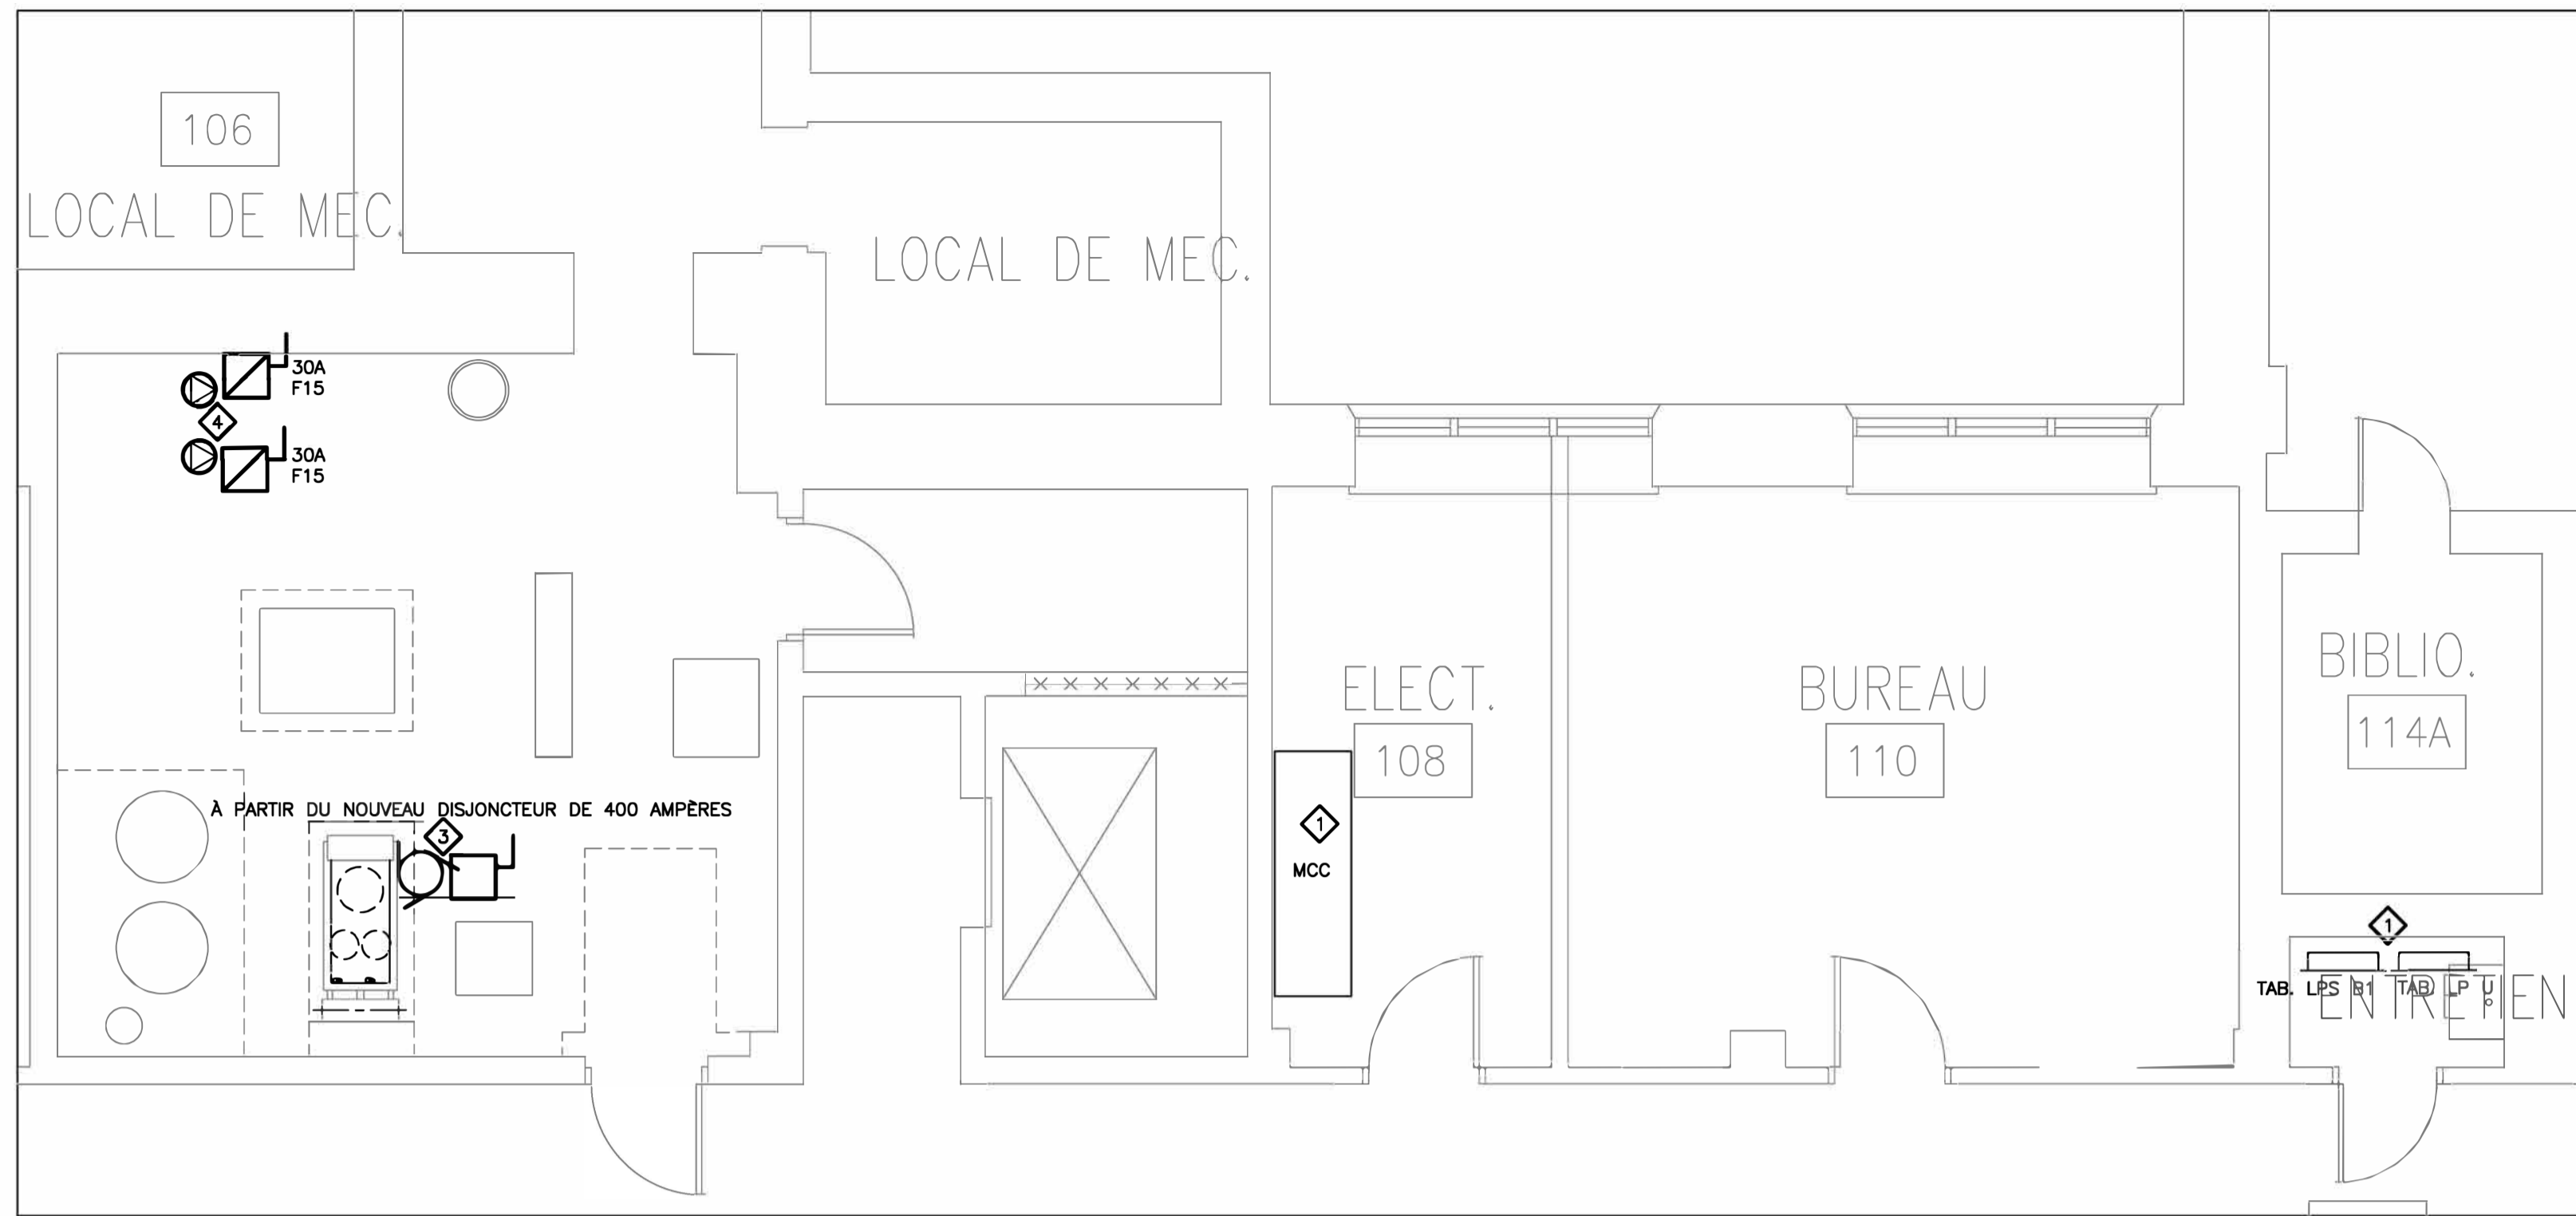 106
LOCAL DE MEC.
LOCAL DE MEC.
30A
F15
4
30A
F15
À PARTIR DU NOUVEAU DISJONCTEUR DE 400 AMPÈRES
3
ELECT.
108
1
MCC
BUREAU
110
BIBLIO.
114A
1
TAB. LPS B1
TAB. LP U
ENTRETIEN